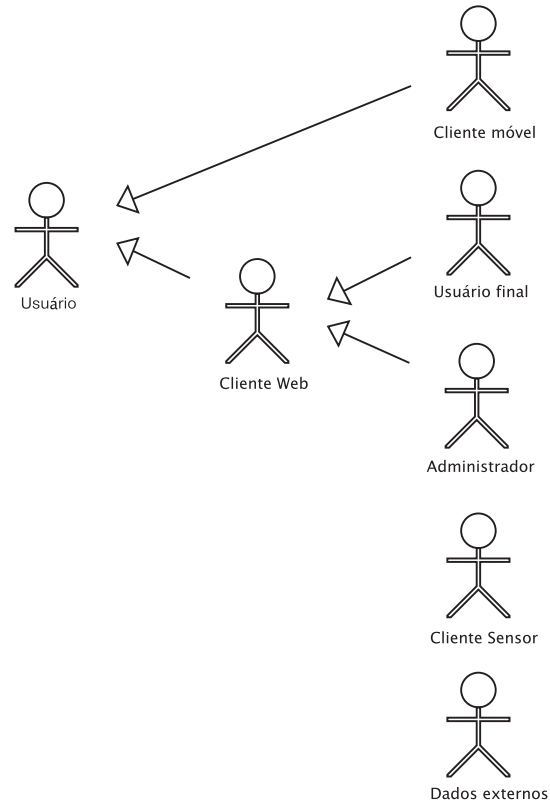 Cliente móvel
Usuário final
Usuário
Cliente Web
Administrador
Cliente Sensor
Dados externos